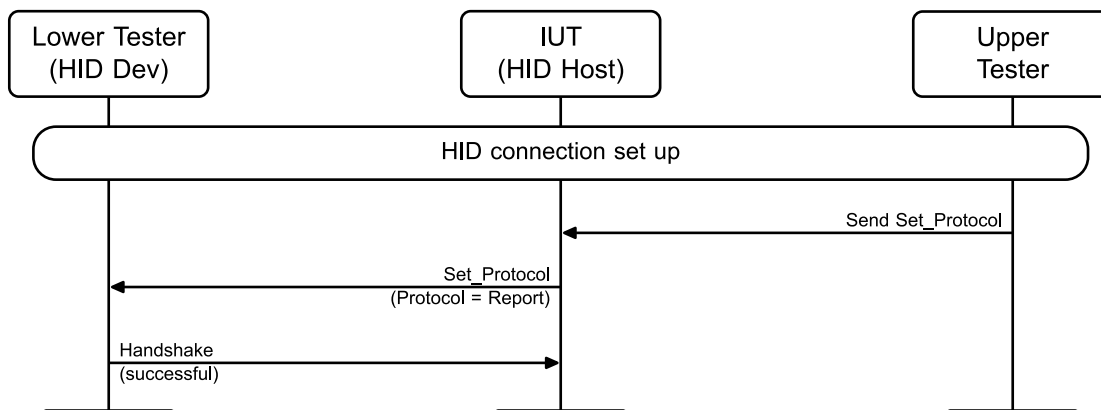 Lower Tester
(HID Dev)
IUT
(HID Host)
Upper
Tester
HID connection set up
Send Set_Protocol
Set_Protocol
(Protocol = Report)
Handshake
(successful)